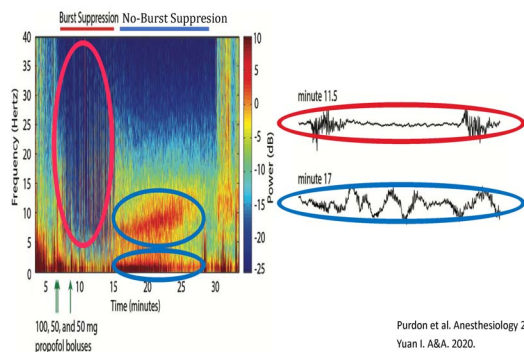 Burst Suppression No-Burst Suppresion
40
35
30
25
20
15
10
5
0
Frequency (Hertz)
5 10 15 20 25 30
Time (minutes)
10
5
0
-5
-10
-15
-20
-25
Power (dB)
100, 50, and 50 mg
propofol boluses
minute 11.5
minute 17
Purdon et al. Anesthesiology 2
Yuan I. A&A. 2020.